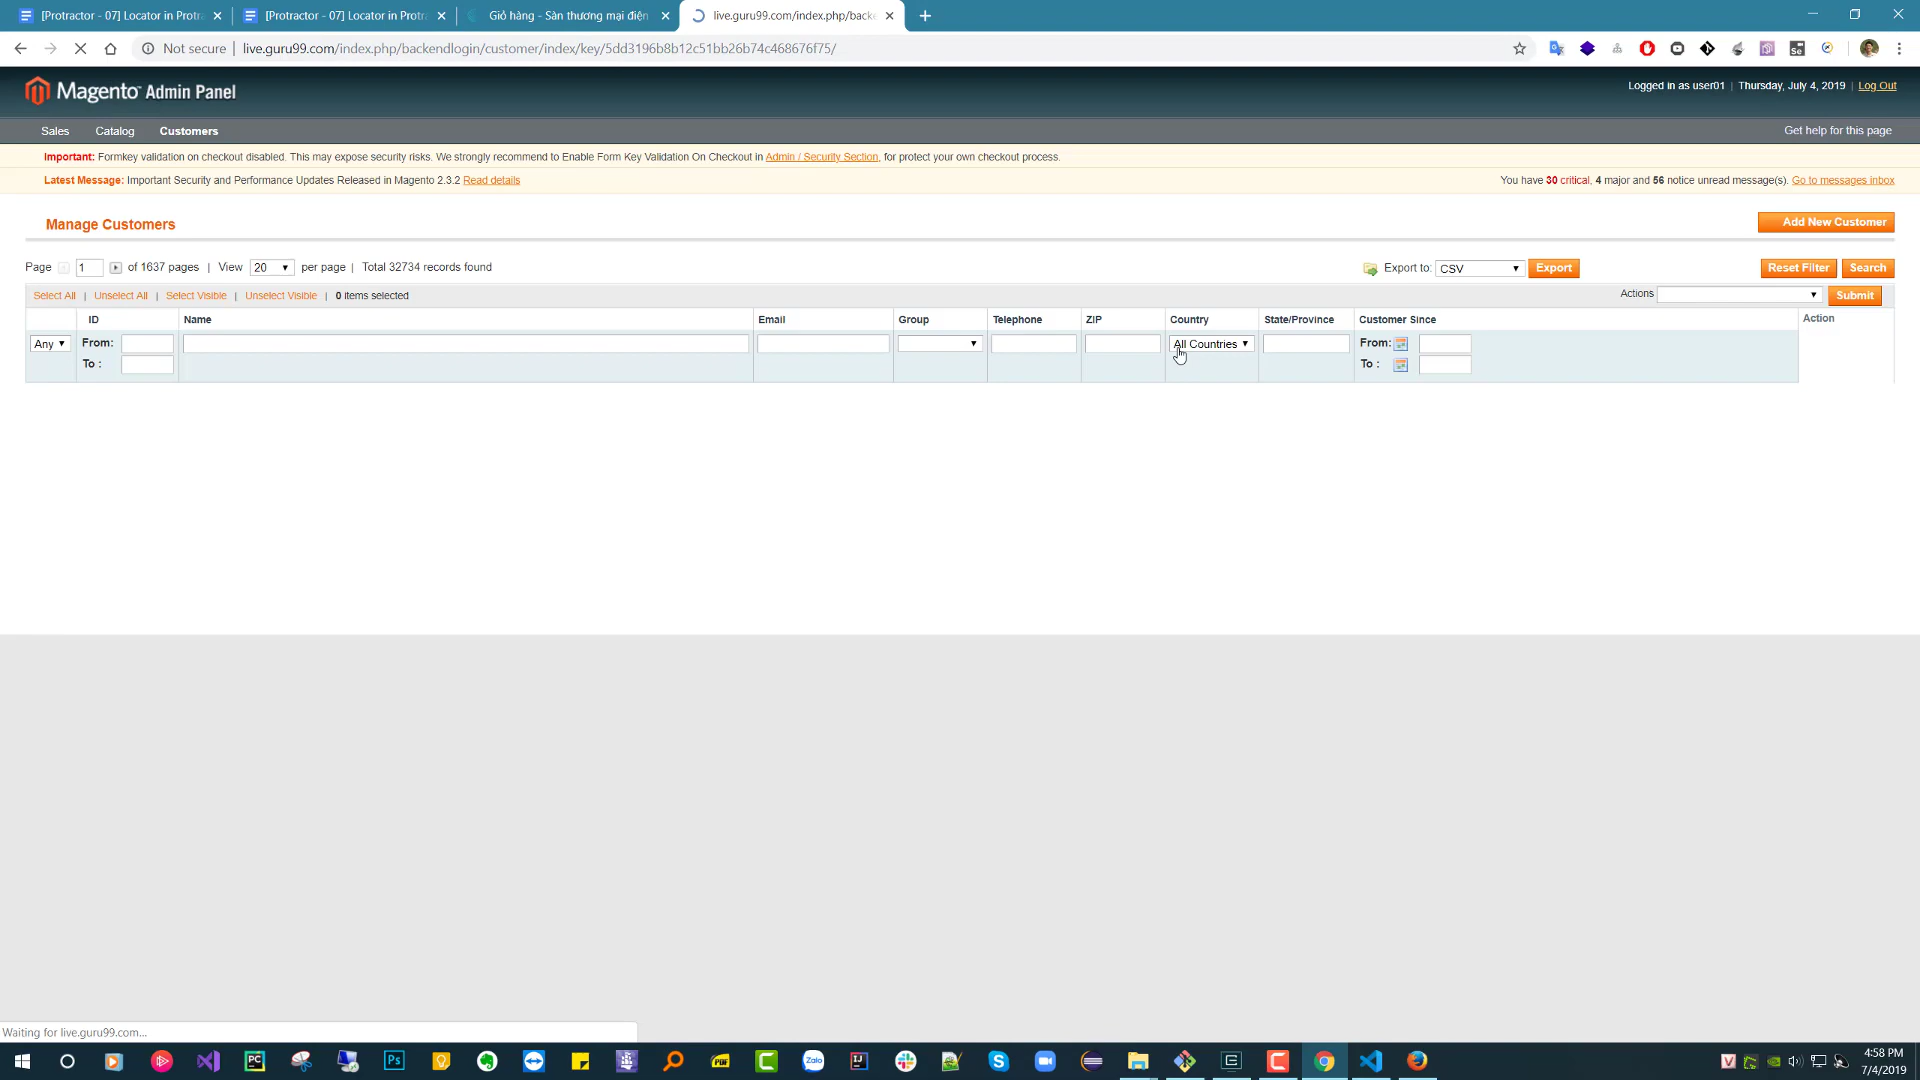 [Protractor - 07] Locator in Protra
[Protractor - 07] Locator in Protra
Giỏ hàng - Sàn thương mại điện
live.guru99.com/index.php/backe
Not secure | live.guru99.com/index.php/backendlogin/customer/index/key/5dd3196b8b12c51bb26b74c468676f75/
Magento Admin Panel
Logged in as user01 | Thursday, July 4, 2019 | Log Out
Sales Catalog Customers
Get help for this page
Important: Formkey validation on checkout disabled. This may expose security risks. We strongly recommend to Enable Form Key Validation On Checkout in Admin / Security Section, for protect your own checkout process.
Latest Message: Important Security and Performance Updates Released in Magento 2.3.2 Read details
You have 30 critical, 4 major and 56 notice unread message(s). Go to messages inbox
Manage Customers
Add New Customer
Page 1 of 1637 pages | View 20 per page | Total 32734 records found
Export to: CSV Export
Reset Filter Search
Select All | Unselect All | Select Visible | Unselect Visible | 0 items selected
Actions Submit
ID Name Email Group Telephone ZIP Country State/Province Customer Since Action
Any From: All Countries From:
To : To :
Waiting for live.guru99.com...
4:58 PM
7/4/2019